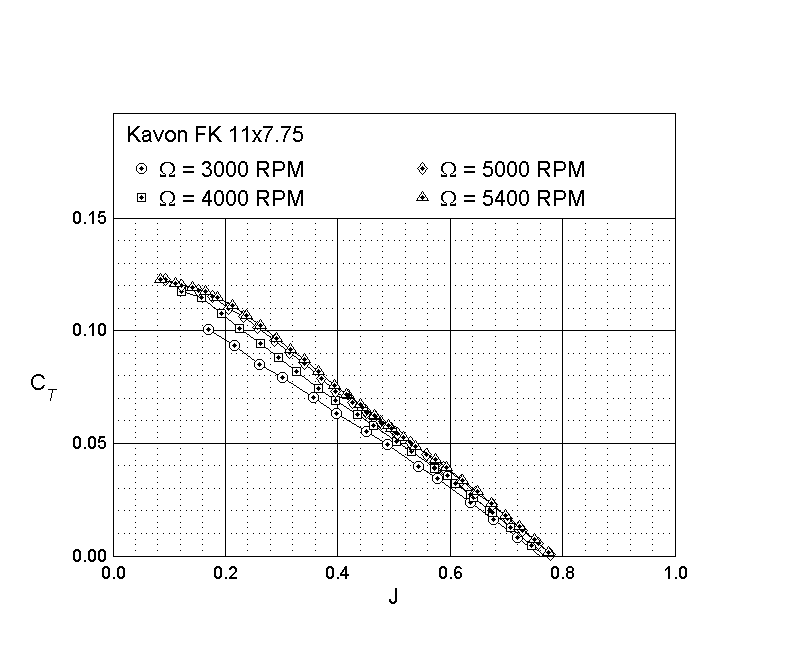 Kavon FK 11x7.75
Ω = 3000 RPM
Ω = 5000 RPM
Ω = 4000 RPM
Ω = 5400 RPM
0.15
0.10
C_T
0.05
0.00
0.0 0.2 0.4 0.6 0.8 1.0
J